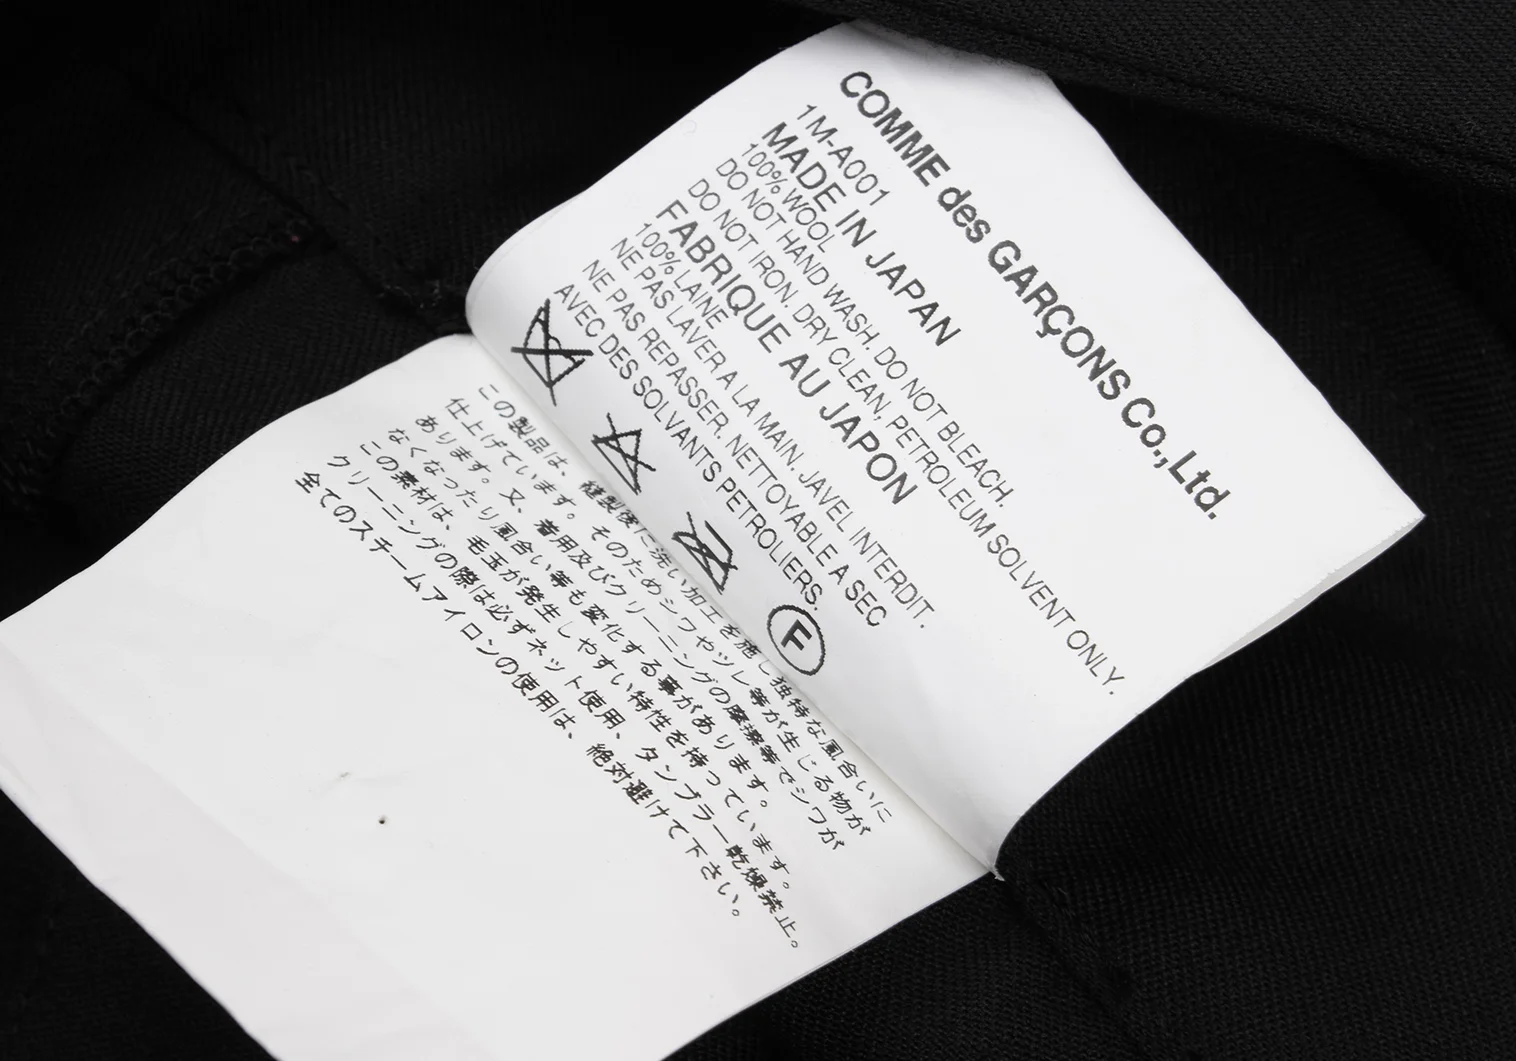 COMME des GARÇONS Co., Ltd.
1M-A001
MADE IN JAPAN
100% WOOL
DO NOT HAND WASH. DO NOT BLEACH.
DO NOT IRON. DRY CLEAN, PETROLEUM SOLVENT ONLY.
FABRIQUE AU JAPON
100% LAINE
NE PAS LAVER A LA MAIN. JAVEL INTERDIT.
NE PAS REPASSER. NETTOYABLE A SEC
AVEC DES SOLVANTS PETROLIERS.
F
この製品は、縫製後に洗い加工を施し独特な風合いに
仕上げています。そのためシワやツレ等が生じる物が
あります。又、着用及びクリーニングの摩擦等でシワが
なくなったり風合い等も変化する事があります。
この素材は、毛玉が発生しやすい特性を持っています。
クリーニングの際は必ずネット使用、タンブラー乾燥禁止。
全てのスチームアイロンの使用は、絶対避けて下さい。